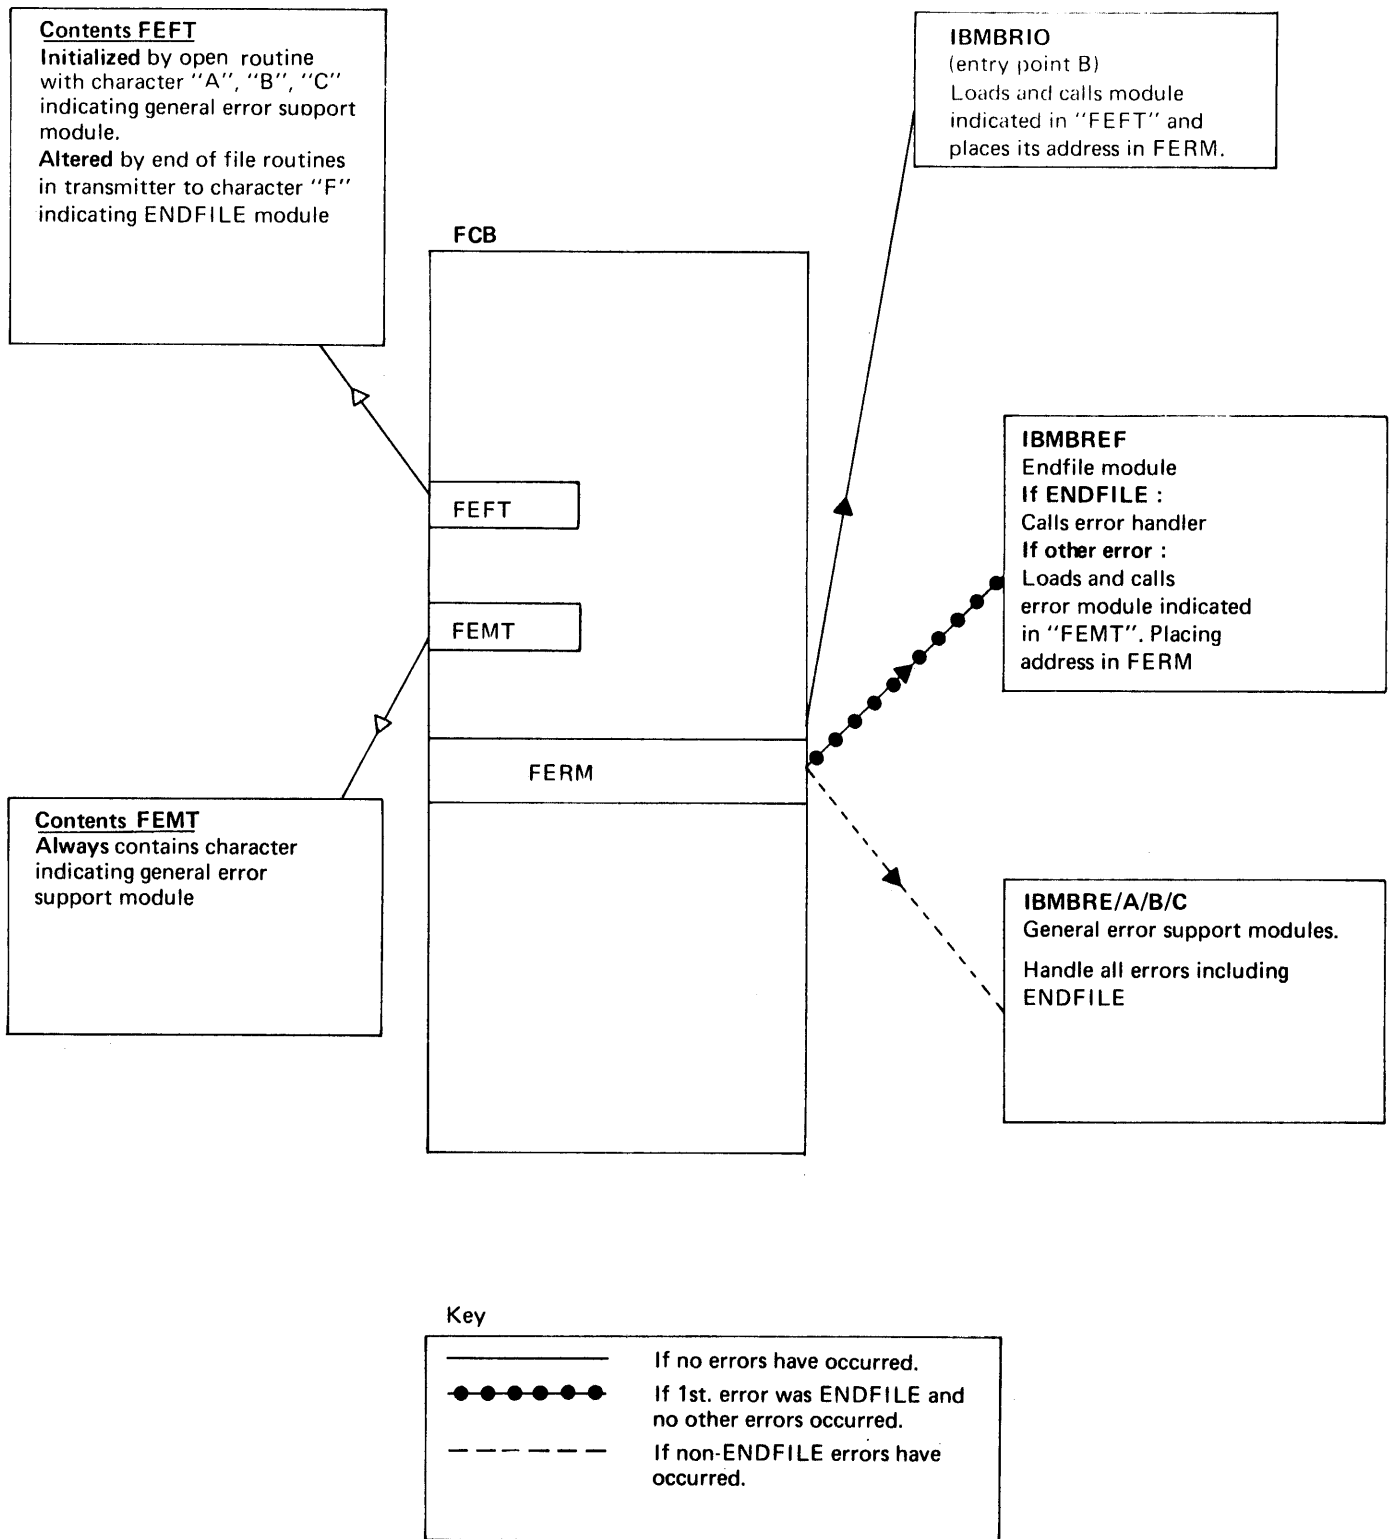 Contents FEFT
Initialized by open routine
with character "A", "B", "C"
indicating general error support
module.
Altered by end of file routines
in transmitter to character "F"
indicating ENDFILE module
IBMBRIO
(entry point B)
Loads and calls module
indicated in "FEFT" and
places its address in FERM.
FCB
FEFT
FEMT
FERM
IBMBREF
Endfile module
If ENDFILE :
Calls error handler
If other error :
Loads and calls
error module indicated
in "FEMT". Placing
address in FERM
Contents FEMT
Always contains character
indicating general error
support module
IBMBRE/A/B/C
General error support modules.
Handle all errors including
ENDFILE
Key
If no errors have occurred.
If 1st. error was ENDFILE and
no other errors occurred.
If non-ENDFILE errors have
occurred.